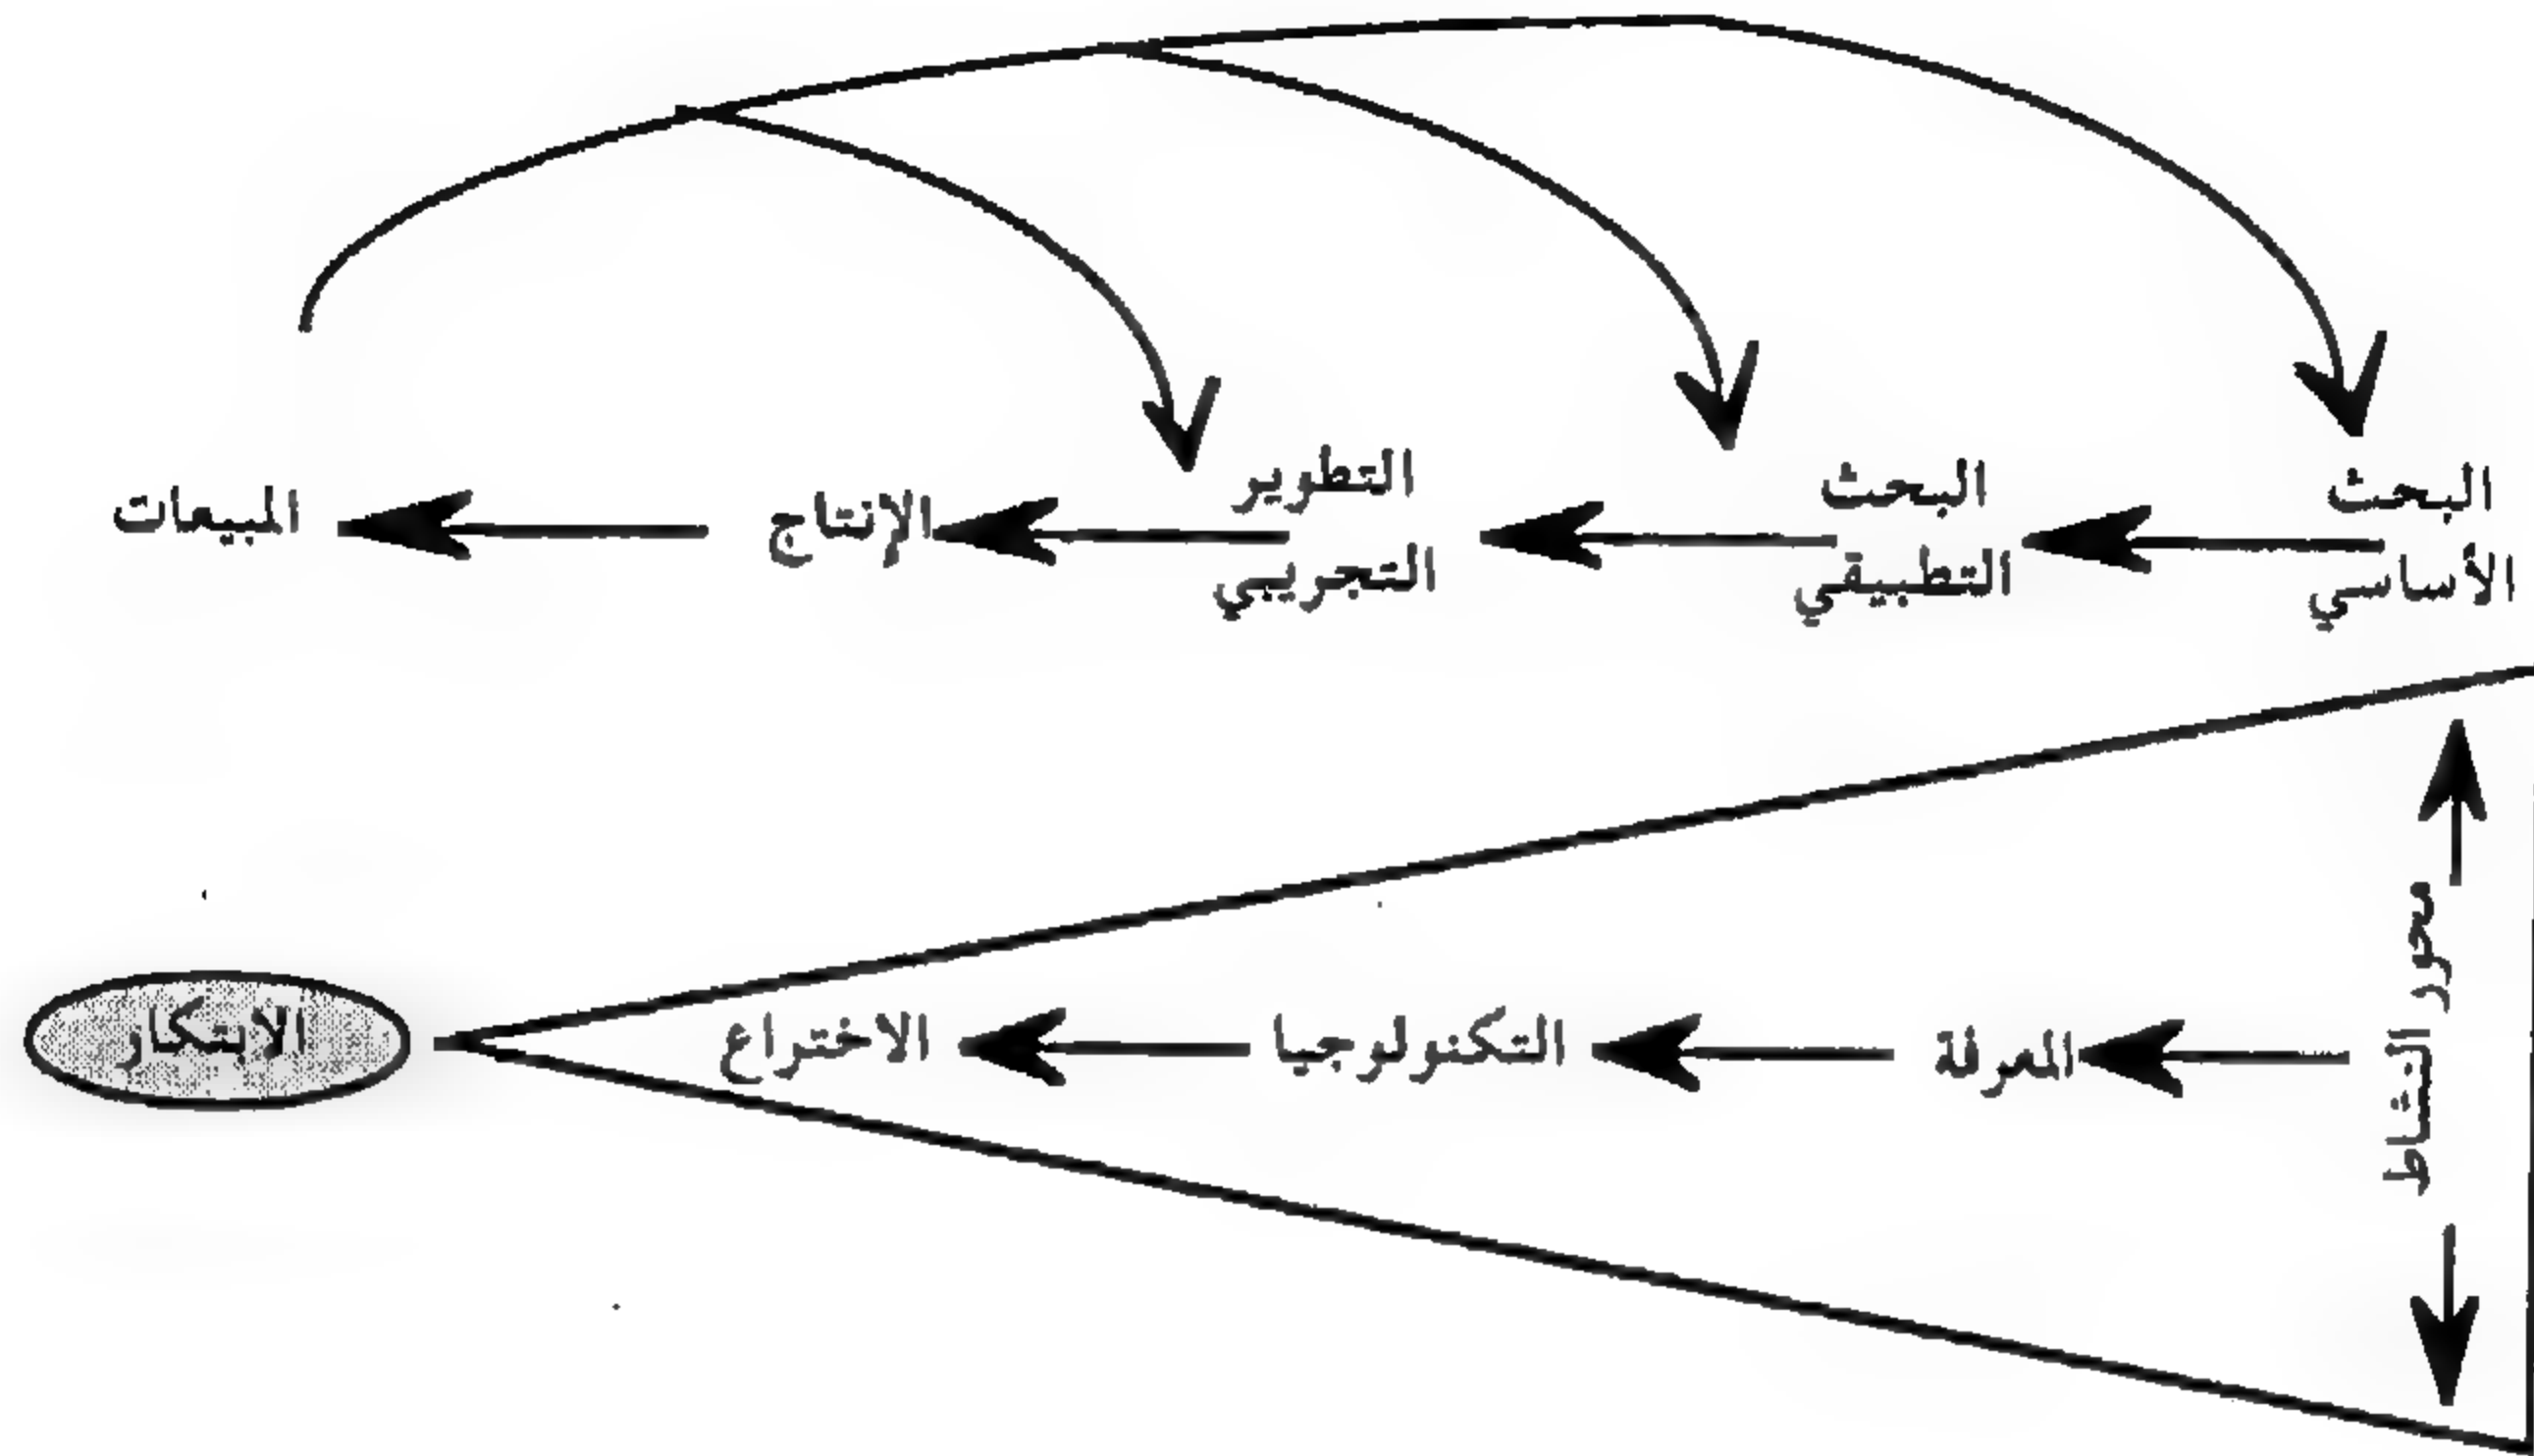 البحث
الأساسي
البحث
التطبيقي
التطوير
التجريبي
الإنتاج
المبيعات
محور النشاط
المعرفة
التكنولوجيا
الاختراع
الابتكار